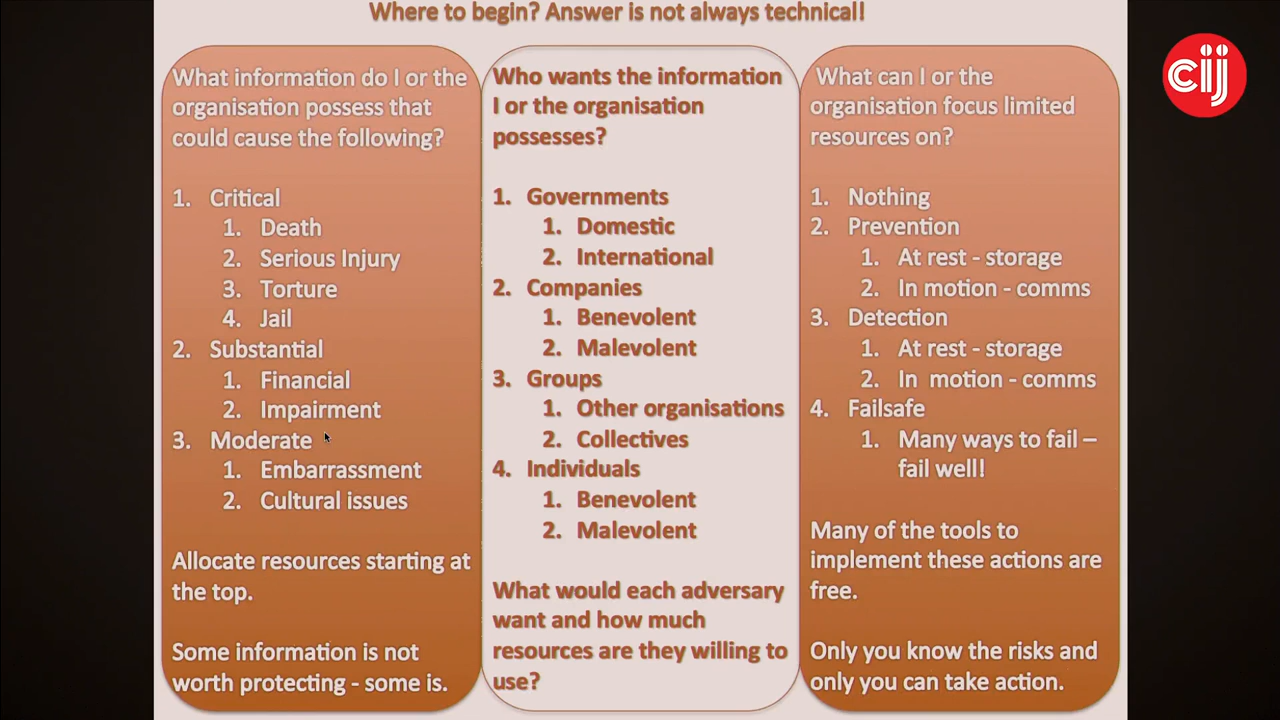 Where to begin? Answer is not always technical!
cij
What information do I or the
organisation possess that
could cause the following?
1. Critical
1. Death
2. Serious Injury
3. Torture
4. Jail
2. Substantial
1. Financial
2. Impairment
3. Moderate
1. Embarrassment
2. Cultural issues
Allocate resources starting at
the top.
Some information is not
worth protecting - some is.
Who wants the information
I or the organisation
possesses?
1. Governments
1. Domestic
2. International
2. Companies
1. Benevolent
2. Malevolent
3. Groups
1. Other organisations
2. Collectives
4. Individuals
1. Benevolent
2. Malevolent
What would each adversary
want and how much
resources are they willing to
use?
What can I or the
organisation focus limited
resources on?
1. Nothing
2. Prevention
1. At rest - storage
2. In motion - comms
3. Detection
1. At rest - storage
2. In motion - comms
4. Failsafe
1. Many ways to fail –
fail well!
Many of the tools to
implement these actions are
free.
Only you know the risks and
only you can take action.